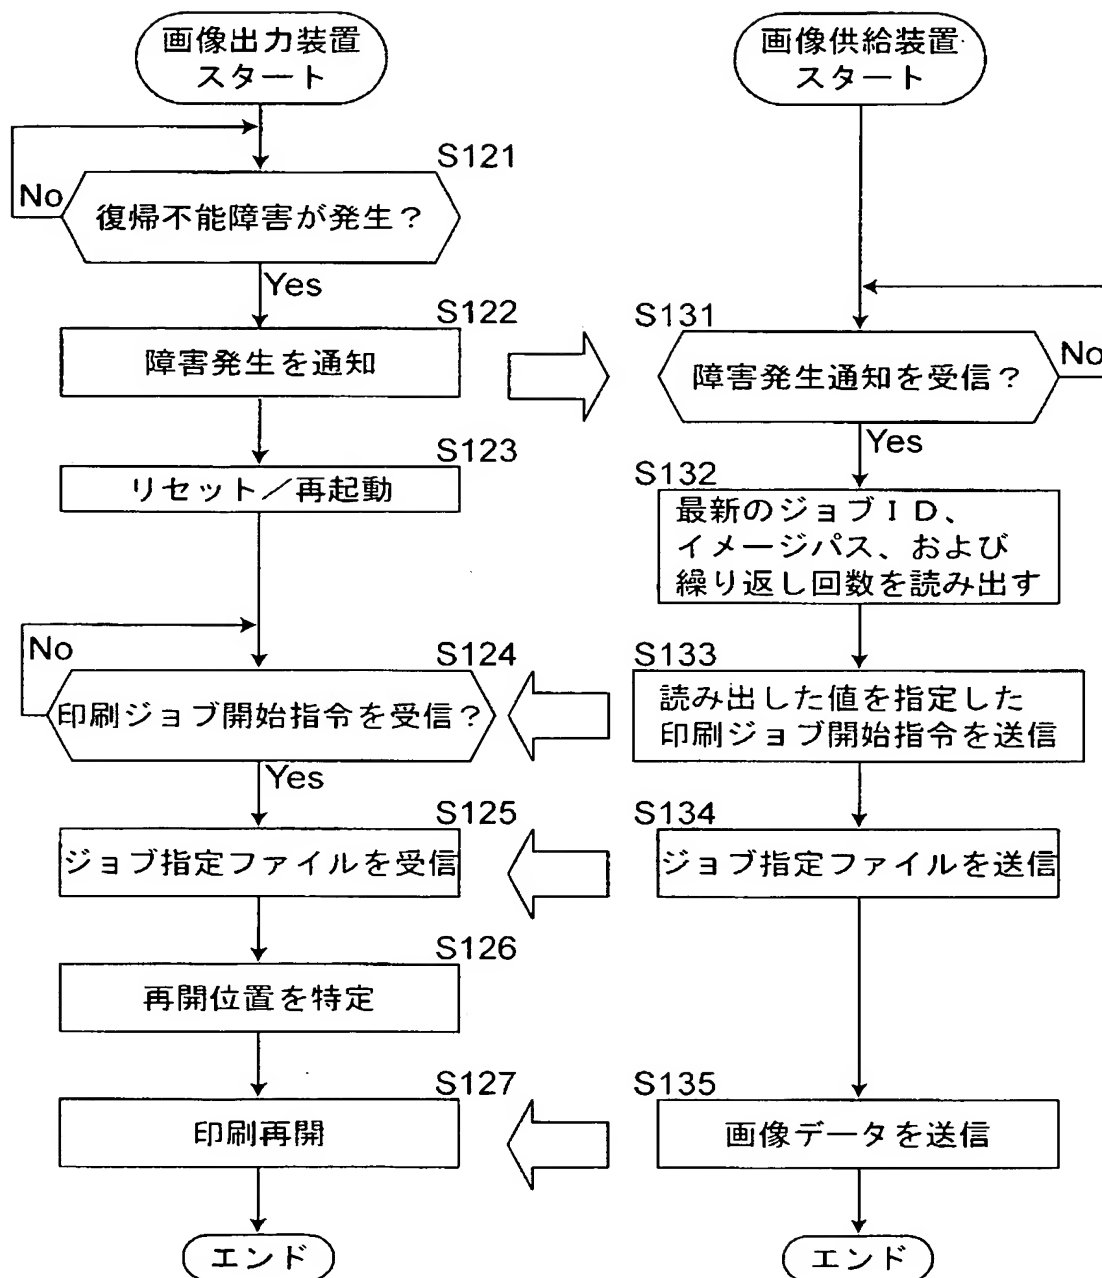 画像出力装置
スタート
S121
No
復帰不能障害が発生？
Yes
S122
障害発生を通知
S123
リセット／再起動
No
S124
印刷ジョブ開始指令を受信？
Yes
S125
ジョブ指定ファイルを受信
S126
再開位置を特定
S127
印刷再開
エンド
画像供給装置
スタート
S131
No
障害発生通知を受信？
Yes
S132
最新のジョブＩＤ、
イメージパス、および
繰り返し回数を読み出す
S133
読み出した値を指定した
印刷ジョブ開始指令を送信
S134
ジョブ指定ファイルを送信
S135
画像データを送信
エンド